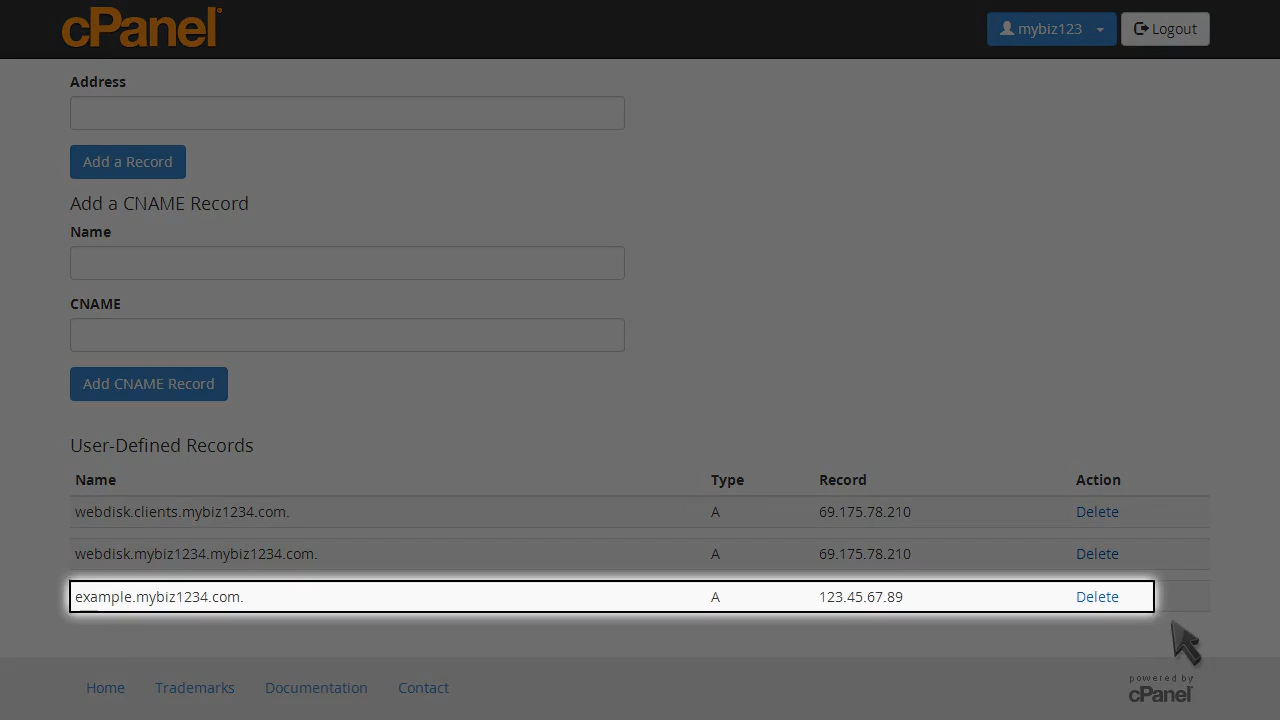 cPanel
mybiz123
Logout
Address
Add a Record
Add a CNAME Record
Name
CNAME
Add CNAME Record
User-Defined Records
Name Type Record Action
webdisk.clients.mybiz1234.com. A 69.175.78.210 Delete
webdisk.mybiz1234.mybiz1234.com. A 69.175.78.210 Delete
example.mybiz1234.com. A 123.45.67.89 Delete
Home Trademarks Documentation Contact
powered by
cPanel